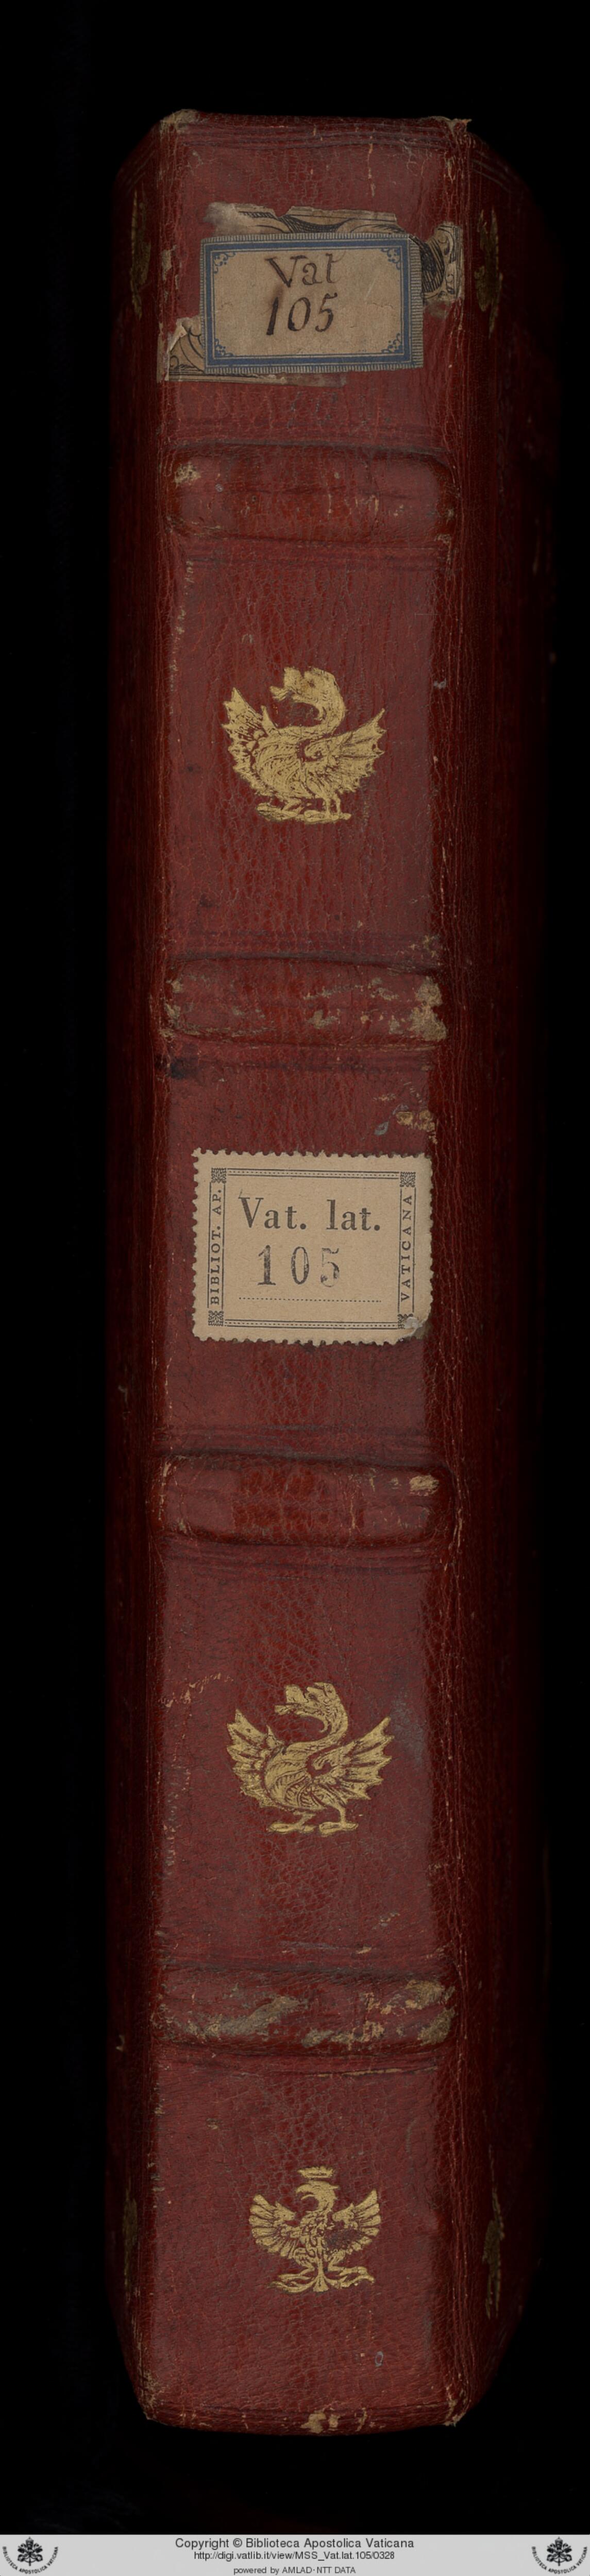 Vat
105
BIBLIOT. AP.
Vat. lat.
105
VATICANA
Copyright © Biblioteca Apostolica Vaticana
http://digi.vatlib.it/view/MSS_Vat.lat.105/0328
powered by AMLAD-NTT DATA